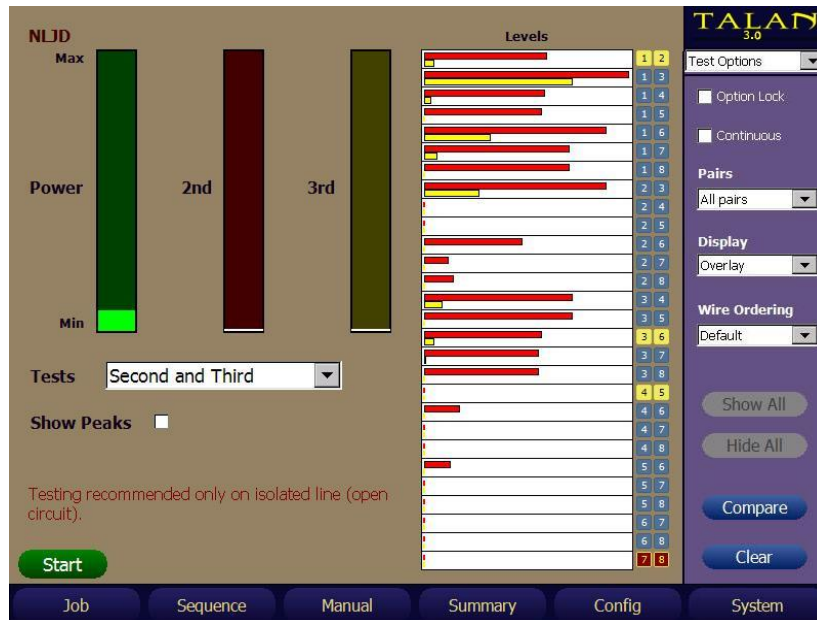 NLJD
Max
Power
Min
2nd
3rd
Tests
Second and Third
Show Peaks
Testing recommended only on isolated line (open
circuit).
Start
Levels
1 2
1 3
1 4
1 5
1 6
1 7
1 8
2 3
2 4
2 5
2 6
2 7
2 8
3 4
3 5
3 6
3 7
3 8
4 5
4 6
4 7
4 8
5 6
5 7
5 8
6 7
6 8
7 8
TALAN
3.0
Test Options
Option Lock
Continuous
Pairs
All pairs
Display
Overlay
Wire Ordering
Default
Show All
Hide All
Compare
Clear
Job Sequence Manual Summary Config System